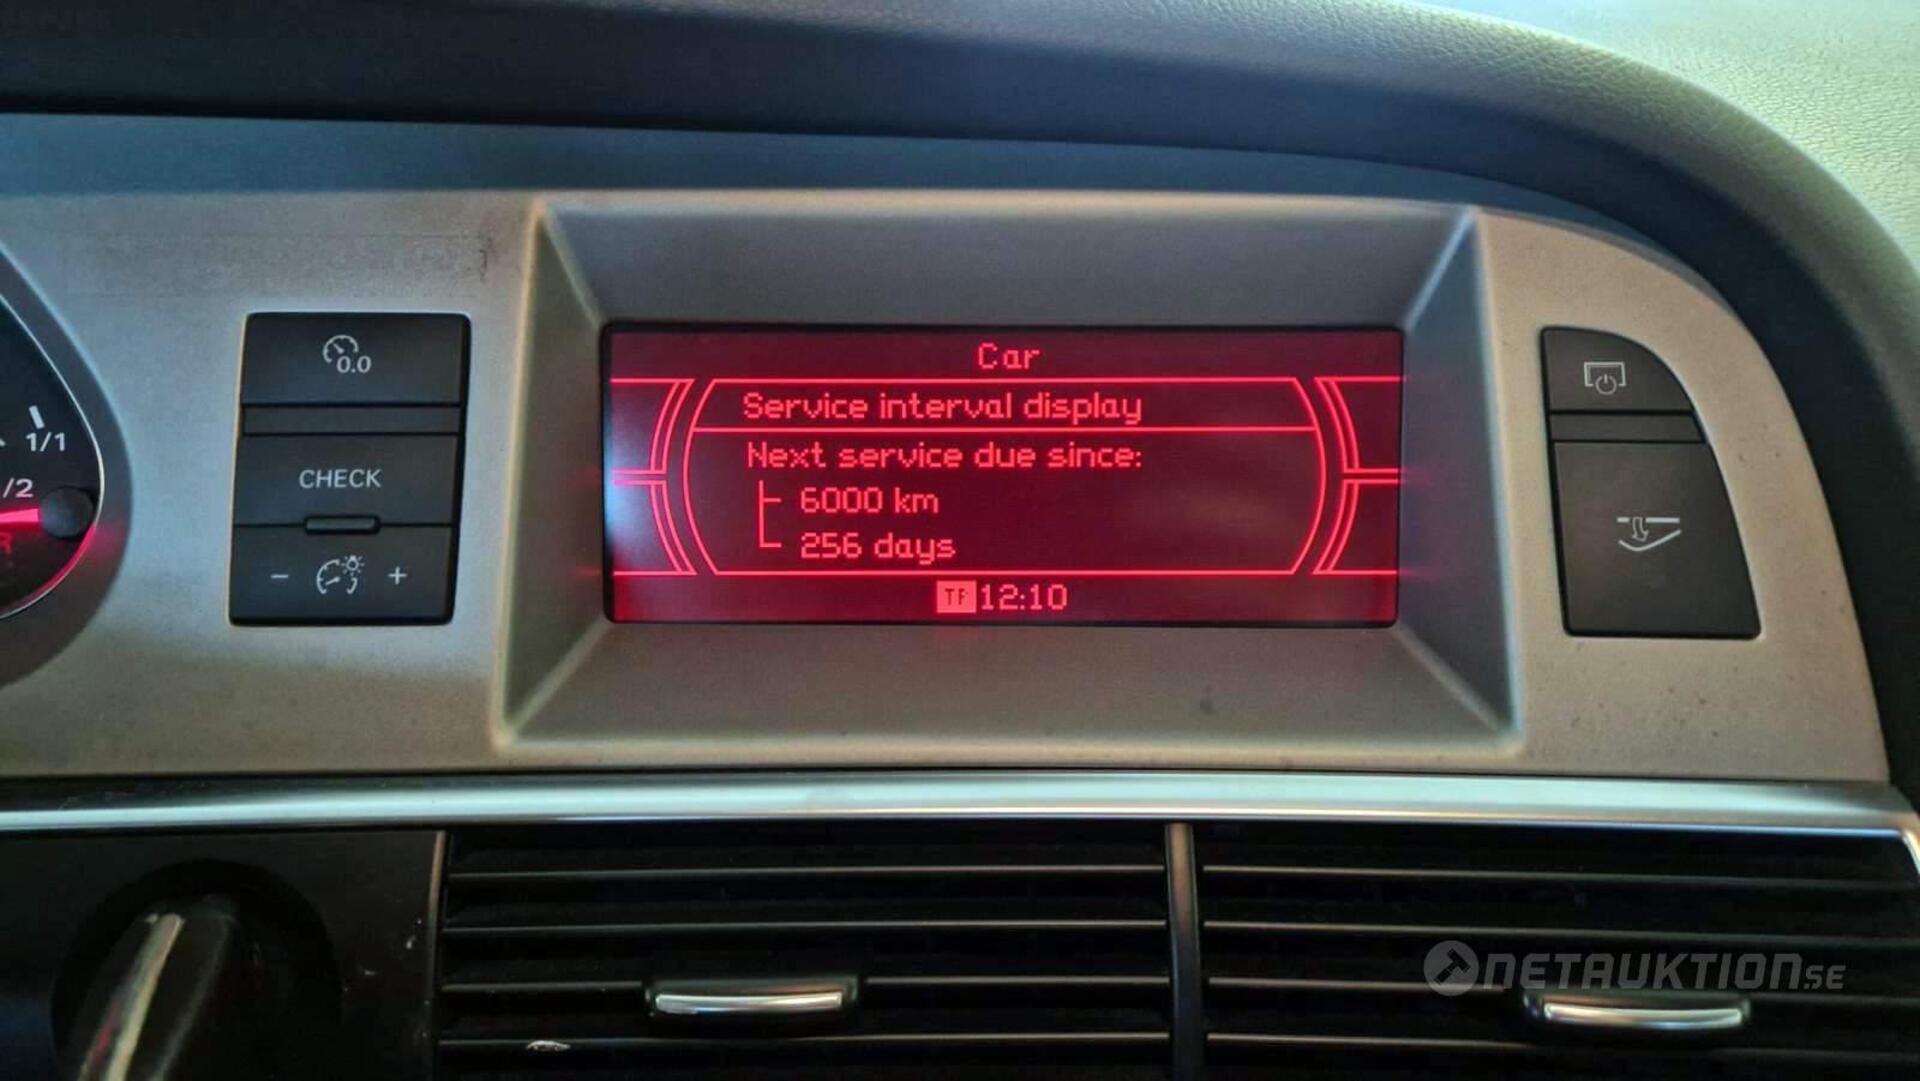 1/1
1/2
R
0.0
CHECK
- +
Car
Service interval display
Next service due since:
6000 km
256 days
TP 12:10
NETAUKTION.SE